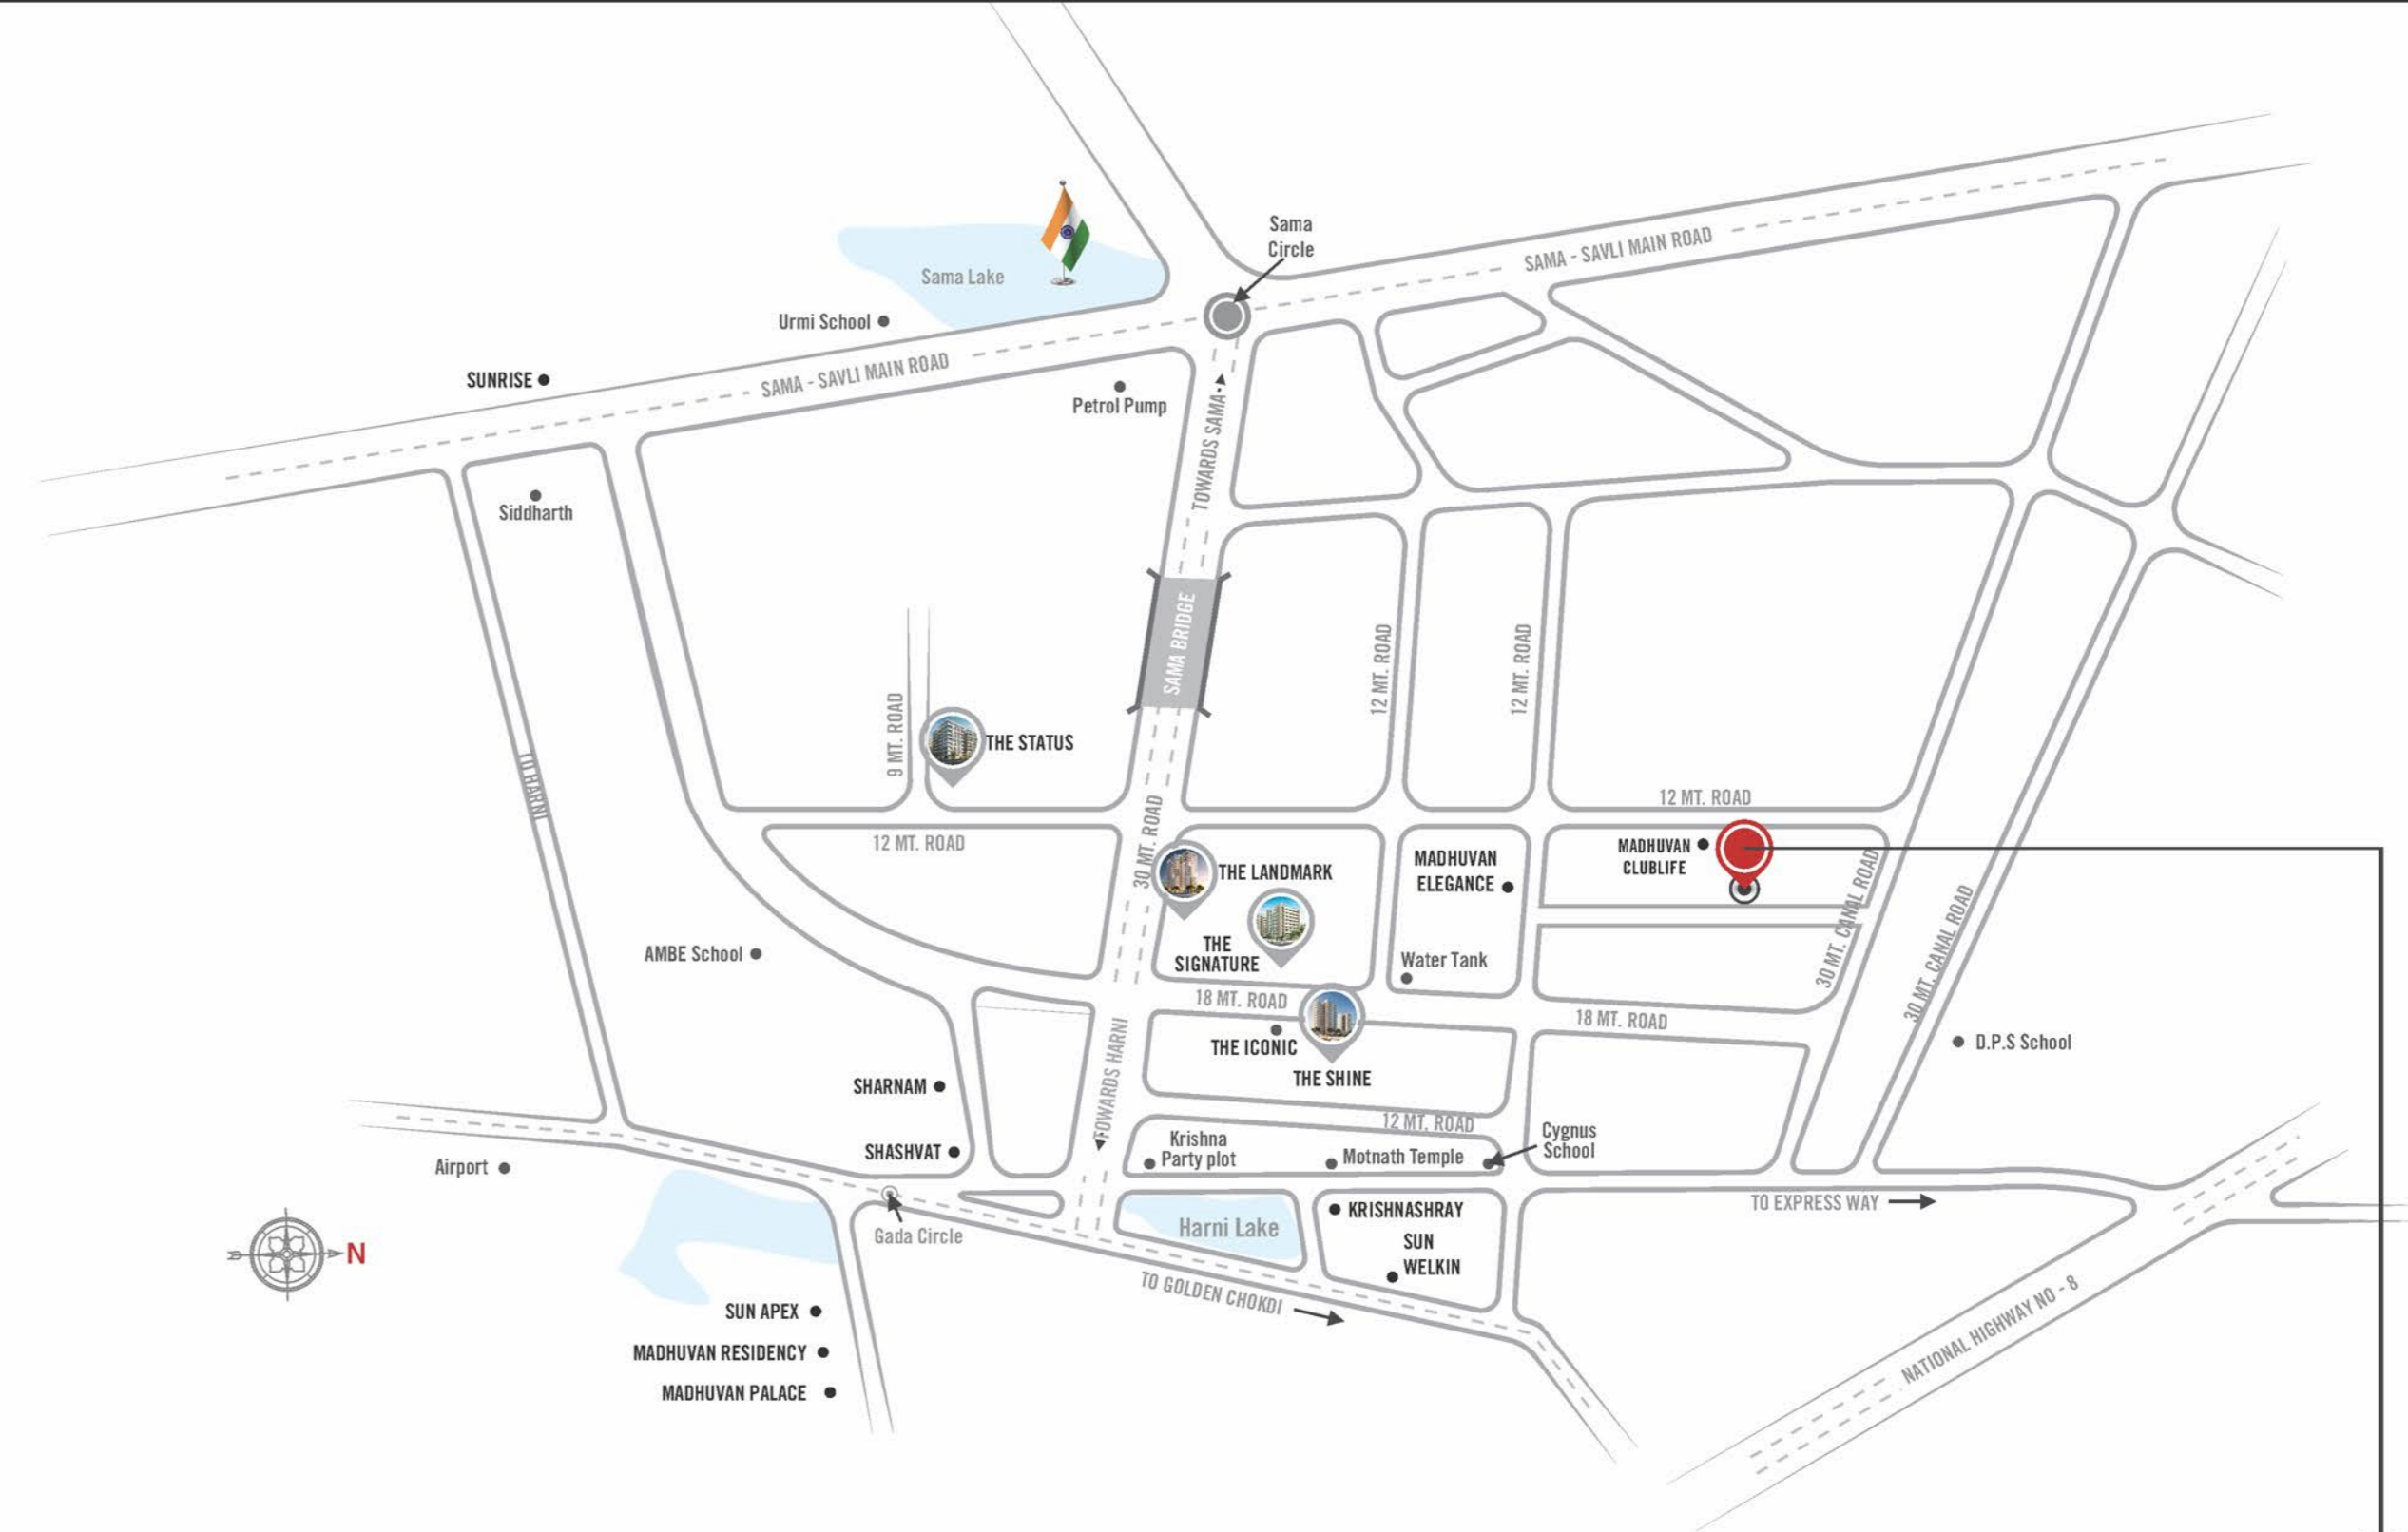 Sama
Circle
SAMA - SAVLI MAIN ROAD
Sama Lake
Urmi School
SUNRISE
SAMA - SAVLI MAIN ROAD
Petrol Pump
TOWARDS SAMA
Siddharth
SAMA BRIDGE
12 MT. ROAD
12 MT. ROAD
9 MT. ROAD
THE STATUS
TO HARNI
12 MT. ROAD
12 MT. ROAD
30 MT. ROAD
THE LANDMARK
MADHUVAN
ELEGANCE
MADHUVAN
CLUBLIFE
THE
SIGNATURE
AMBE School
Water Tank
30 MT. CANAL ROAD
30 MT. CANAL ROAD
18 MT. ROAD
18 MT. ROAD
THE ICONIC
THE SHINE
D.P.S School
TOWARDS HARNI
SHARNAM
12 MT. ROAD
SHASHVAT
Krishna
Party plot
Motnath Temple
Cygnus
School
Airport
TO EXPRESS WAY
KRISHNASHRAY
Harni Lake
Gada Circle
SUN
WELKIN
N
TO GOLDEN CHOKDI
SUN APEX
MADHUVAN RESIDENCY
MADHUVAN PALACE
NATIONAL HIGHWAY NO - 8